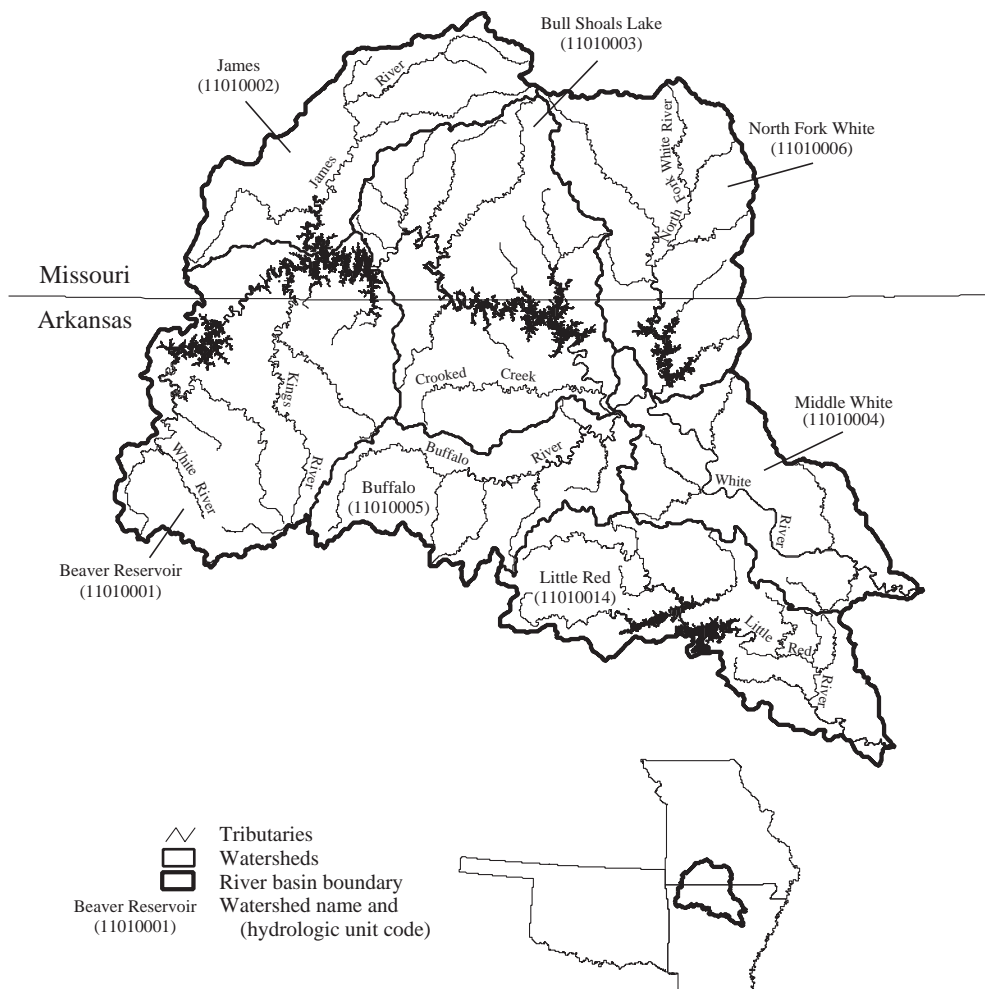 Bull Shoals Lake
(11010003)
James
(11010002)
River
North Fork White
(11010006)
North Fork White River
James
Missouri
Arkansas
Kings
River
Crooked Creek
Middle White
(11010004)
White River
Buffalo River
Buffalo
(11010005)
White
River
Beaver Reservoir
(11010001)
Little Red
(11010014)
Little Red
River
Tributaries
Watersheds
River basin boundary
Beaver Reservoir
(11010001)
Watershed name and
(hydrologic unit code)